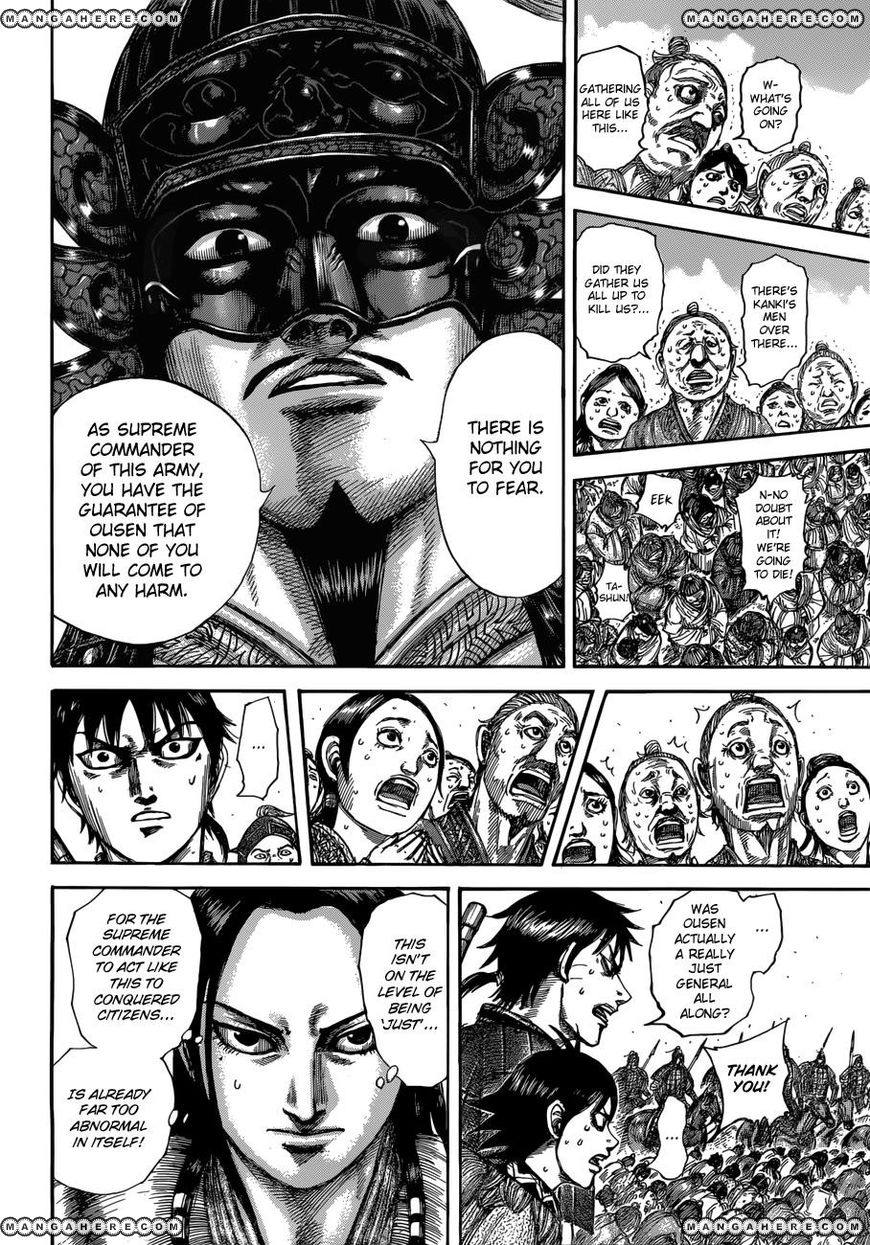 MANGAHERE.COM
MANGAHERE.COM
W-
WHAT'S
GOING
ON?
GATHERING
ALL OF US
HERE LIKE
THIS...
THERE'S
KANKI'S
MEN
OVER
THERE...
DID THEY
GATHER US
ALL UP TO
KILL US?...
N-NO
DOUBT
ABOUT
IT!
WE'RE
GOING
TO DIE!
EEK
TA-
SHUN!
THERE IS
NOTHING
FOR YOU
TO FEAR.
AS SUPREME
COMMANDER
OF THIS ARMY,
YOU HAVE THE
GUARANTEE OF
OUSEN THAT
NONE OF YOU
WILL COME TO
ANY HARM.
...
...
WAS
OUSEN
ACTUALLY
A REALLY
JUST
GENERAL
ALL
ALONG?
THANK
YOU!
...
THIS
ISN'T
ON THE
LEVEL OF
BEING
'JUST'...
FOR THE
SUPREME
COMMANDER
TO ACT LIKE
THIS TO
CONQUERED
CITIZENS...
IS ALREADY
FAR TOO
ABNORMAL
IN ITSELF!
MANGAHERE.COM
MANGAHERE.COM